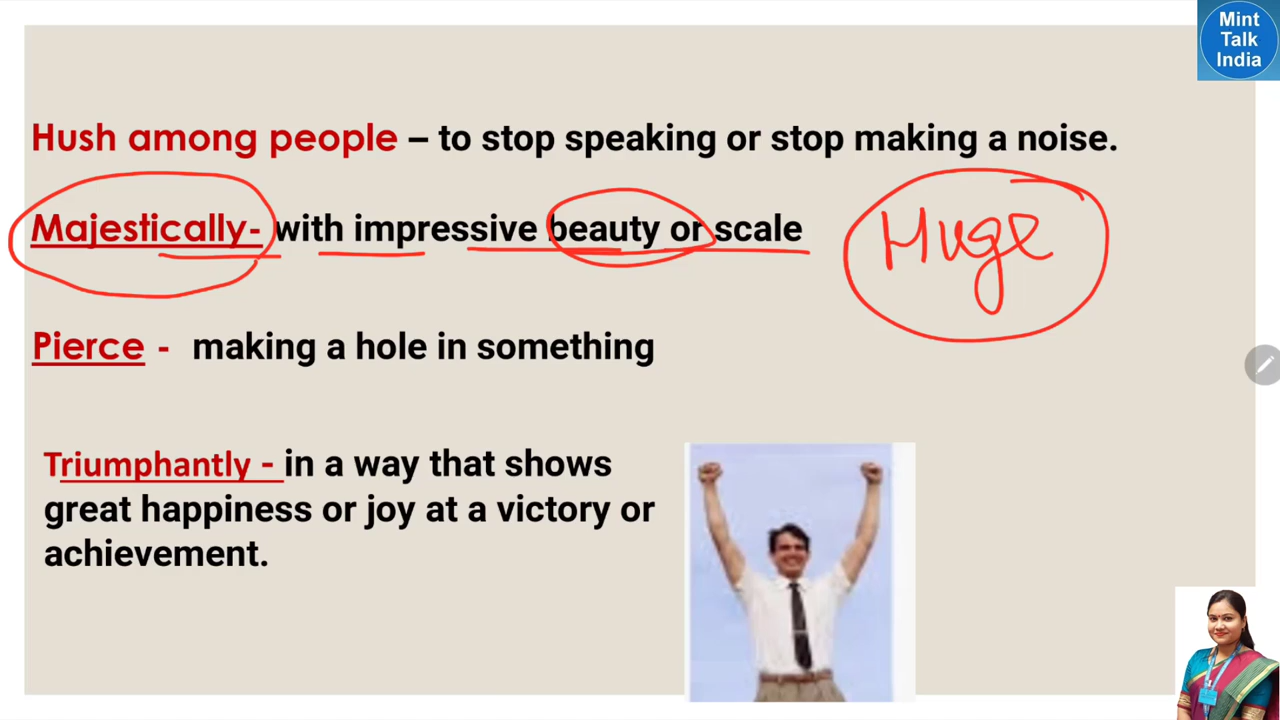 Mint
Talk
India
Hush among people – to stop speaking or stop making a noise.
Majestically- with impressive beauty or scale
Huge
Pierce - making a hole in something
Triumphantly - in a way that shows
great happiness or joy at a victory or
achievement.